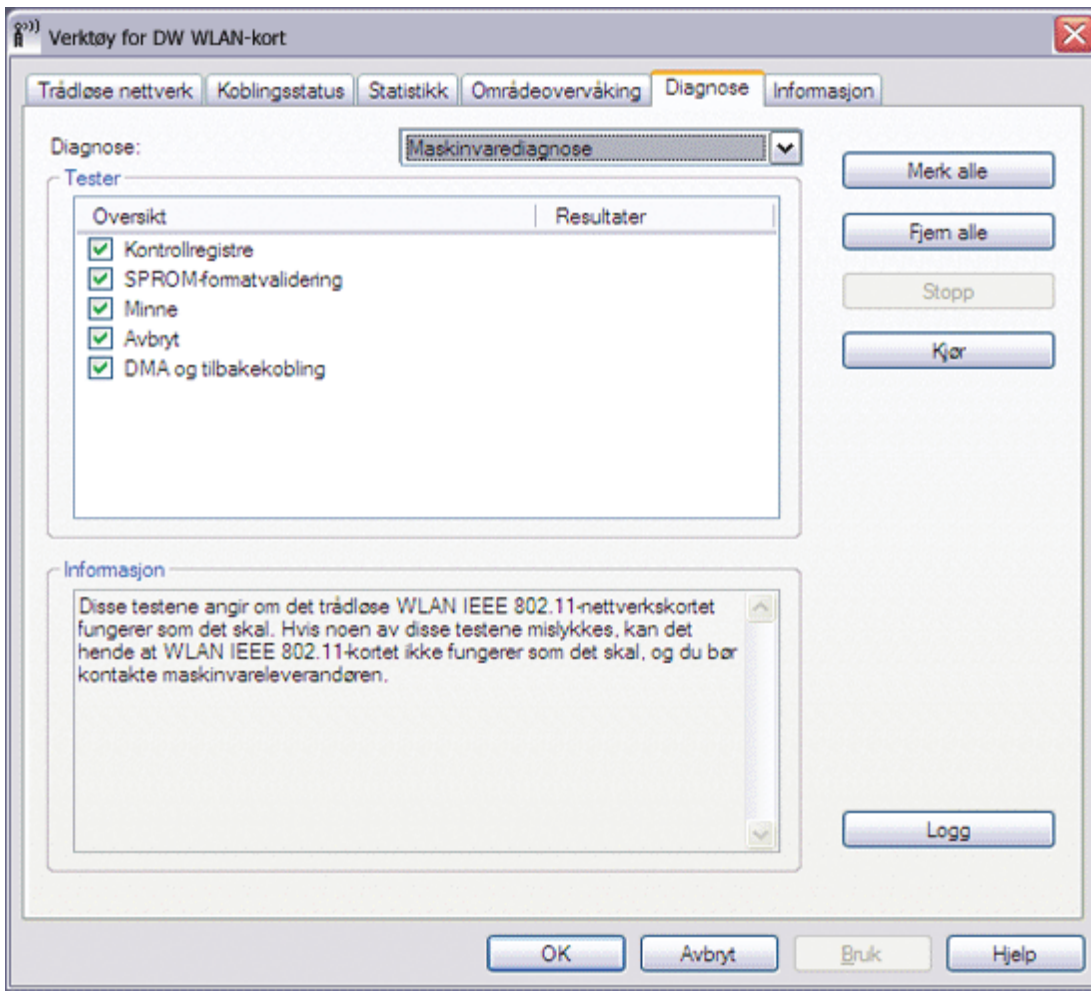 Verktøy for DW WLAN-kort
Trådløse nettverk Koblingsstatus Statistikk Områdeovervåking Diagnose Informasjon
Diagnose: Maskinvarediagnose
Tester
Oversikt Resultater
Kontrollregistre
SPROM-formatvalidering
Minne
Avbryt
DMA og tilbakekobling
Merk alle
Fjern alle
Stopp
Kjør
Informasjon
Disse testene angir om det trådløse WLAN IEEE 802.11-nettverkskortet
fungerer som det skal. Hvis noen av disse testene mislykkes, kan det
hende at WLAN IEEE 802.11-kortet ikke fungerer som det skal, og du bør
kontakte maskinvareleverandøren.
Logg
OK Avbryt Bruk Hjelp